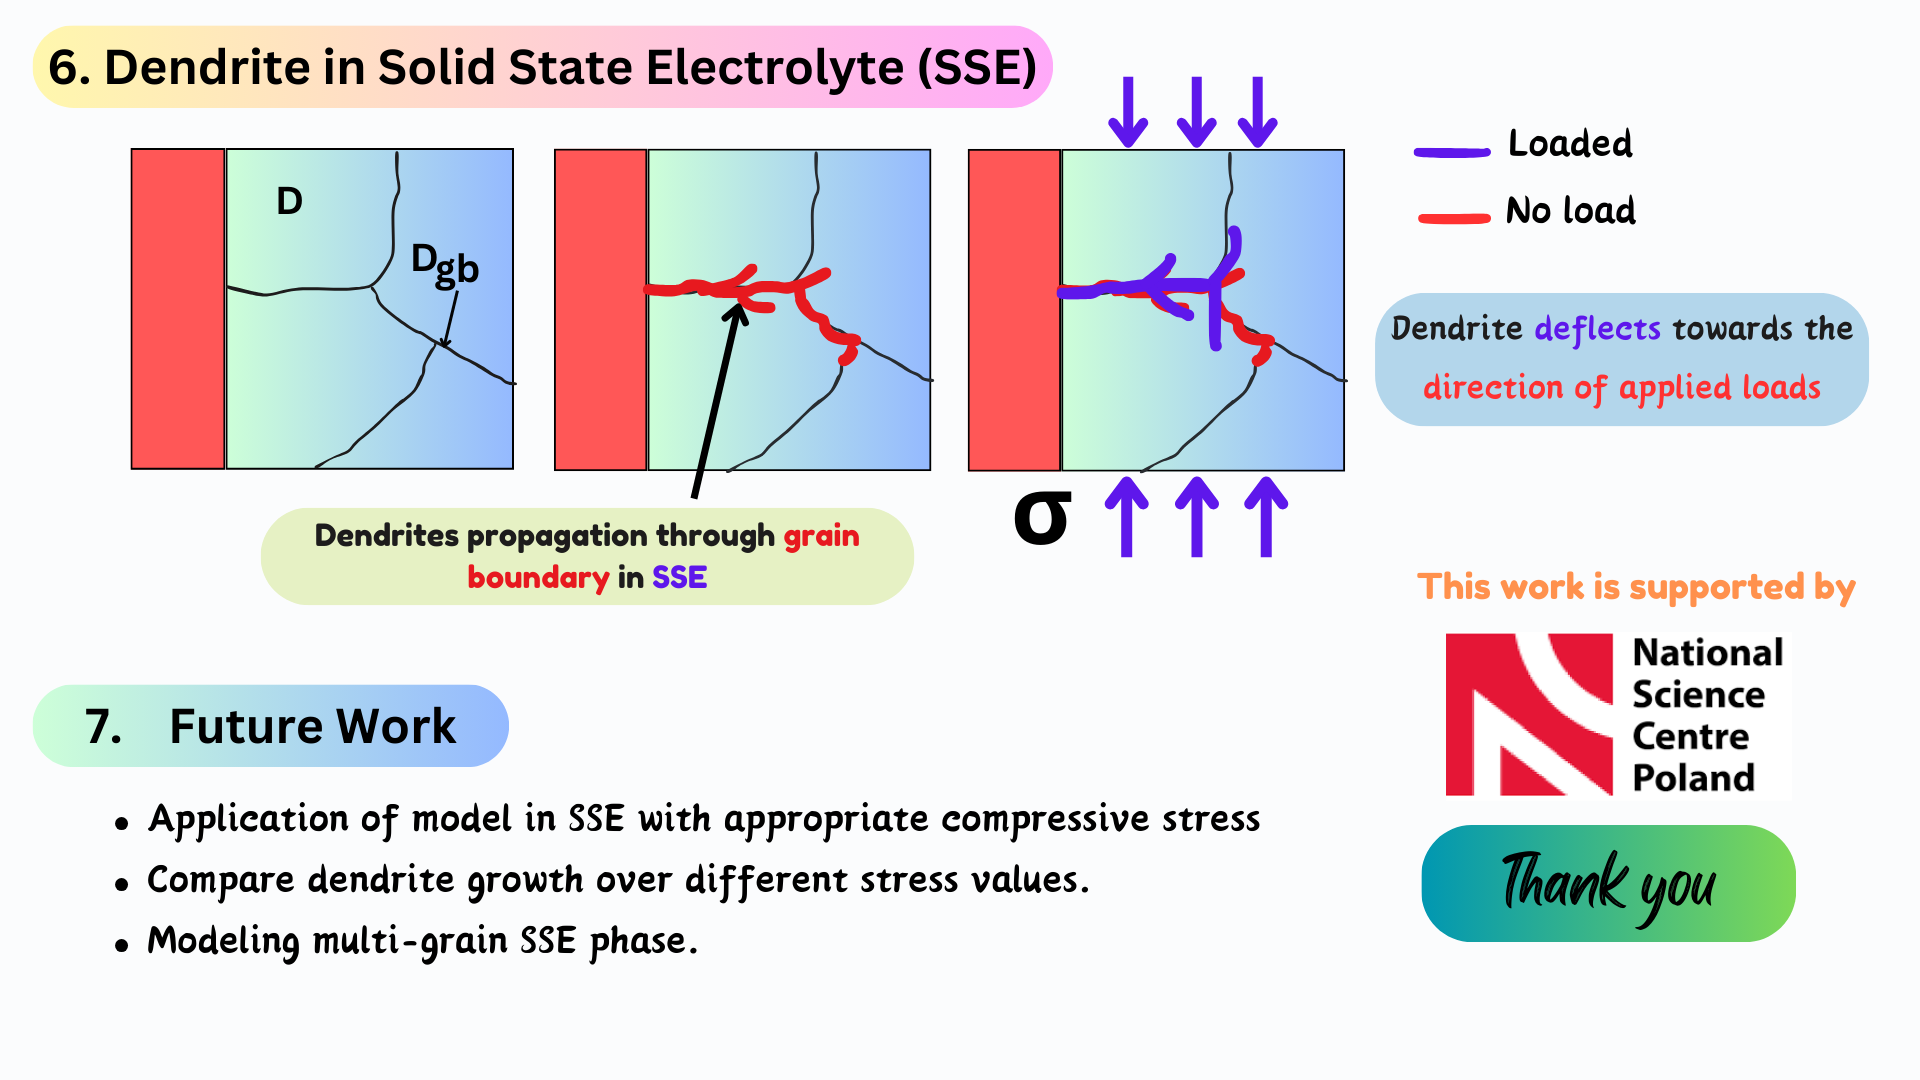 6. Dendrite in Solid State Electrolyte (SSE)
D
Dgb
Loaded
No load
Dendrite deflects towards the
direction of applied loads
σ
Dendrites propagation through grain
boundary in SSE
This work is supported by
National
Science
Centre
Poland
7. Future Work
• Application of model in SSE with appropriate compressive stress
• Compare dendrite growth over different stress values.
• Modeling multi-grain SSE phase.
Thank you